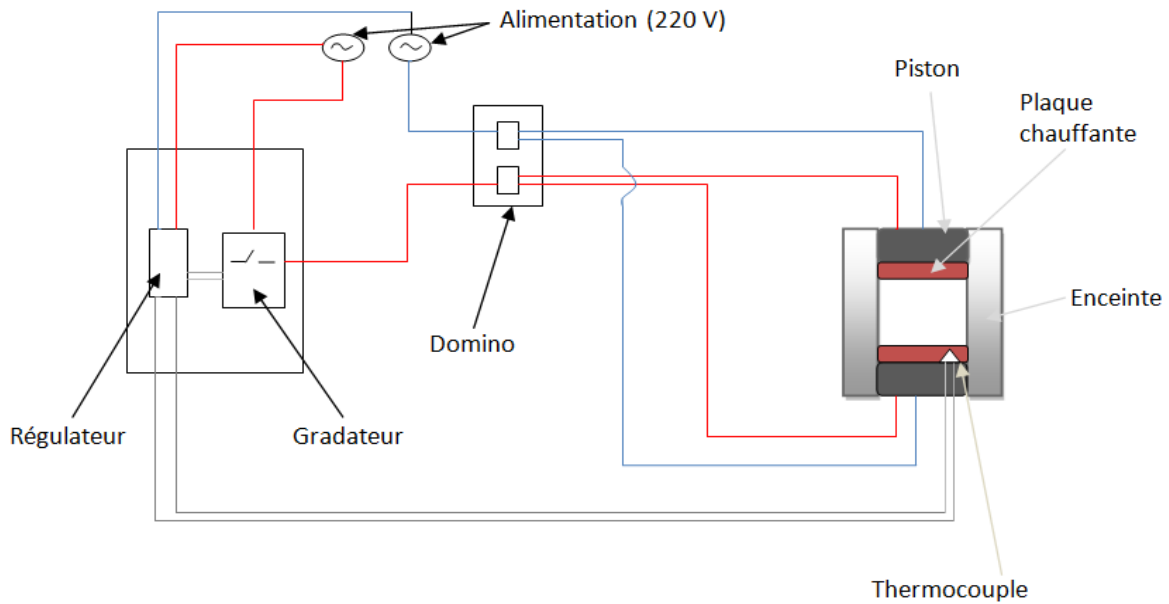 Alimentation (220 V)
Piston
Plaque
chauffante
Enceinte
Domino
Régulateur
Gradateur
Thermocouple